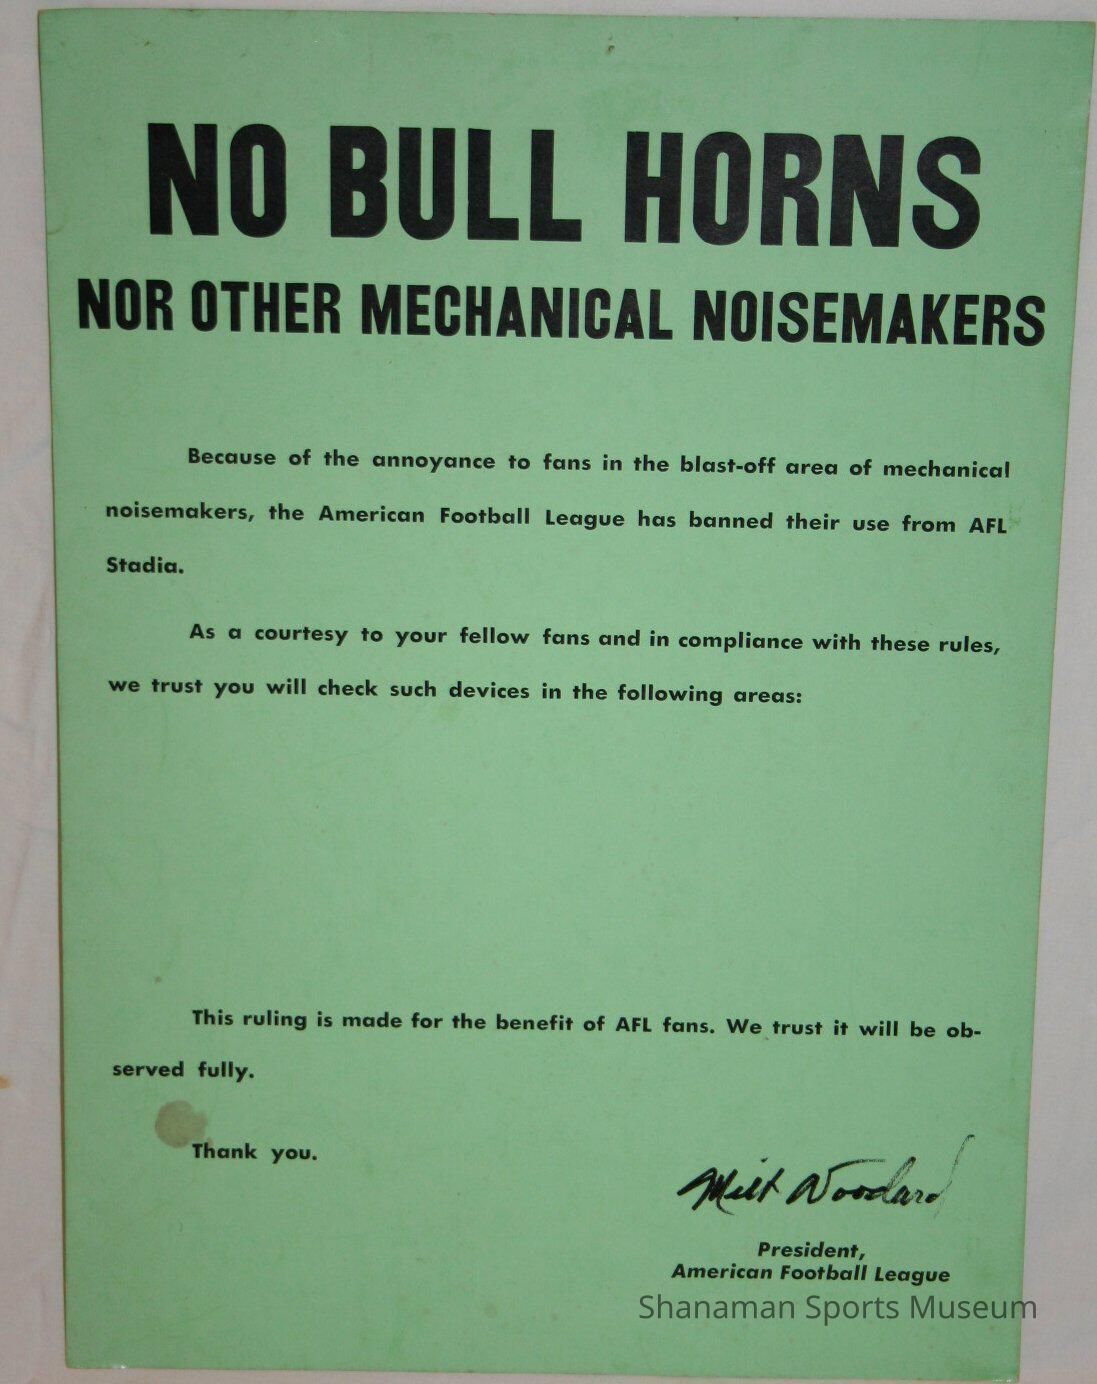 NO BULL HORNS
NOR OTHER MECHANICAL NOISEMAKERS
Because of the annoyance to fans in the blast-off area of mechanical
noisemakers, the American Football League has banned their use from AFL
Stadia.
As a courtesy to your fellow fans and in compliance with these rules,
we trust you will check such devices in the following areas:
This ruling is made for the benefit of AFL fans. We trust it will be ob-
served fully.
Thank you.
Milt Woodard
President,
American Football League
Shanaman Sports Museum